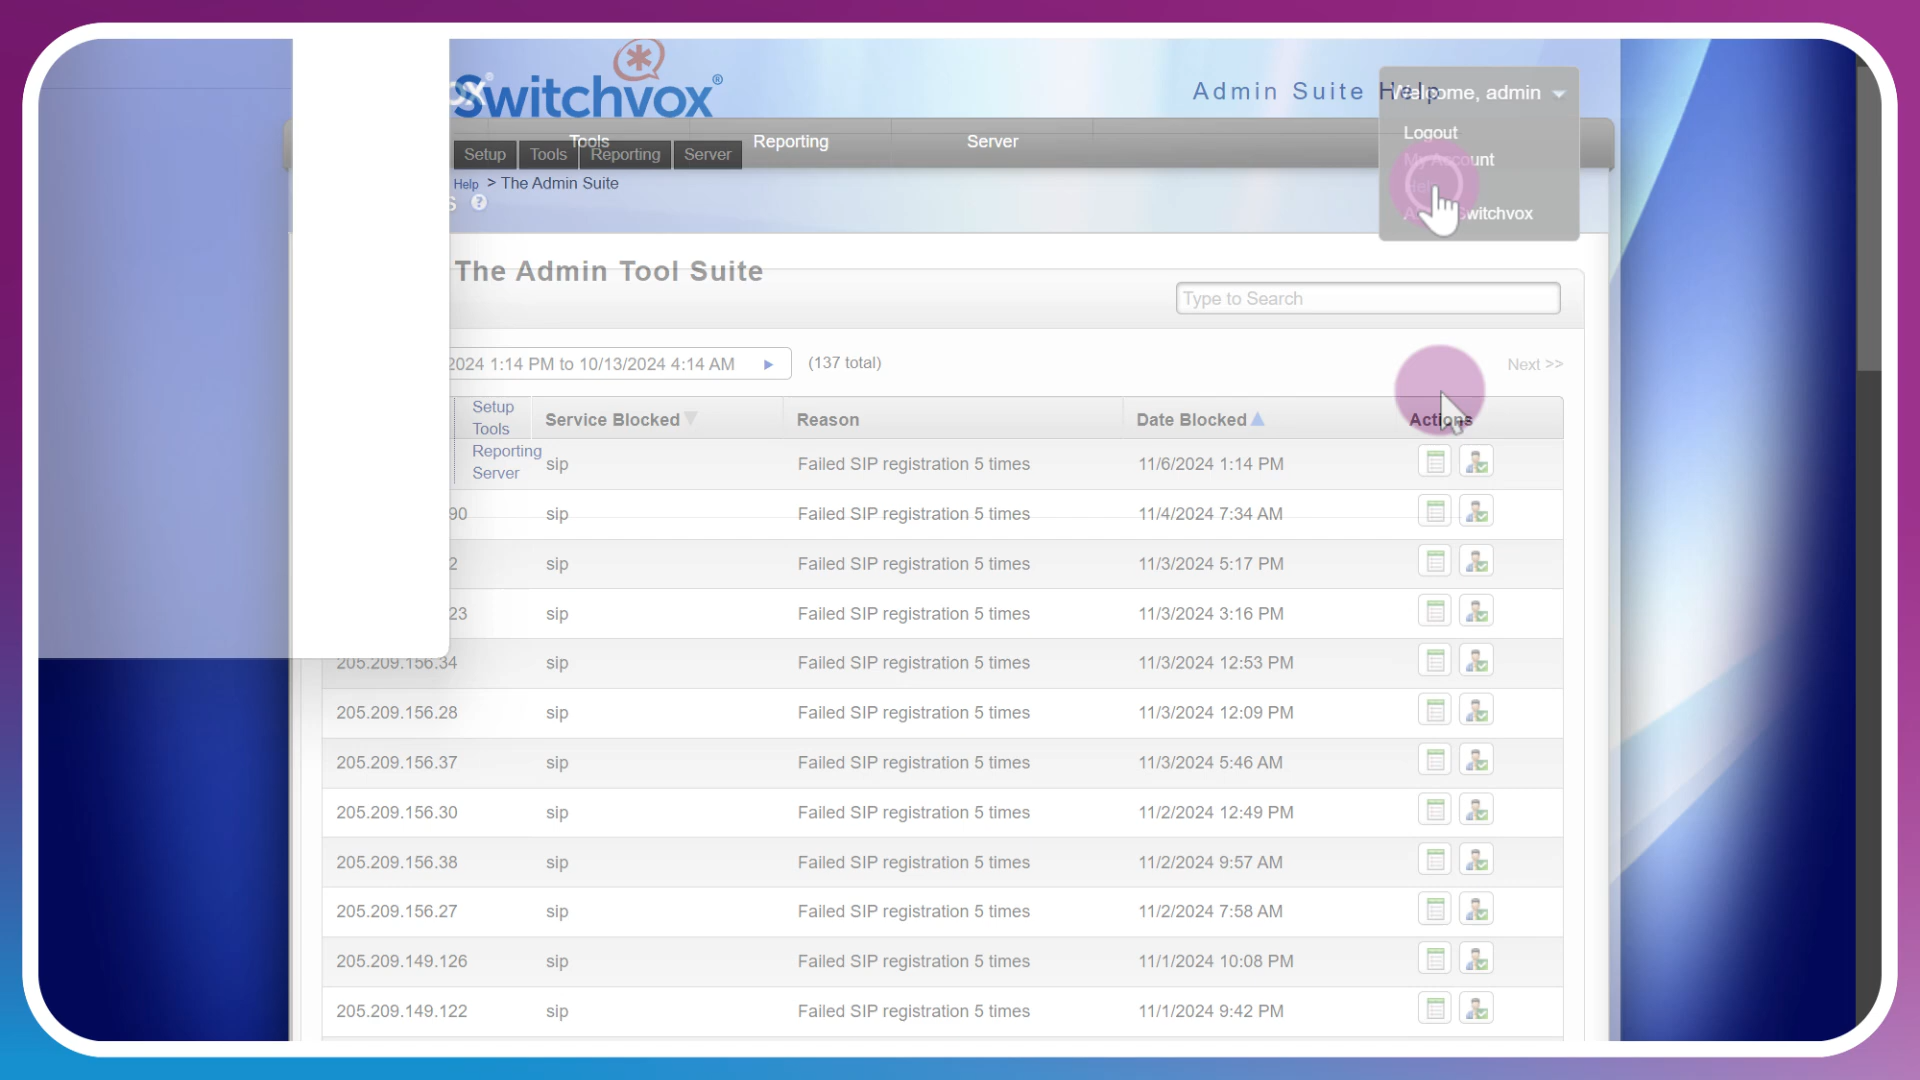 Switchvox®
Admin Suite Help
Welcome, admin
Tools Reporting Server
Logout
Setup Tools Reporting Server
My Account
Help > The Admin Suite
Switchvox
The Admin Tool Suite
Type to Search
2024 1:14 PM to 10/13/2024 4:14 AM (137 total) Next >>
Setup
Tools
Reporting
Server
Service Blocked Reason Date Blocked Actions
sip Failed SIP registration 5 times 11/6/2024 1:14 PM
90 sip Failed SIP registration 5 times 11/4/2024 7:34 AM
2 sip Failed SIP registration 5 times 11/3/2024 5:17 PM
23 sip Failed SIP registration 5 times 11/3/2024 3:16 PM
205.209.156.34 sip Failed SIP registration 5 times 11/3/2024 12:53 PM
205.209.156.28 sip Failed SIP registration 5 times 11/3/2024 12:09 PM
205.209.156.37 sip Failed SIP registration 5 times 11/3/2024 5:46 AM
205.209.156.30 sip Failed SIP registration 5 times 11/2/2024 12:49 PM
205.209.156.38 sip Failed SIP registration 5 times 11/2/2024 9:57 AM
205.209.156.27 sip Failed SIP registration 5 times 11/2/2024 7:58 AM
205.209.149.126 sip Failed SIP registration 5 times 11/1/2024 10:08 PM
205.209.149.122 sip Failed SIP registration 5 times 11/1/2024 9:42 PM